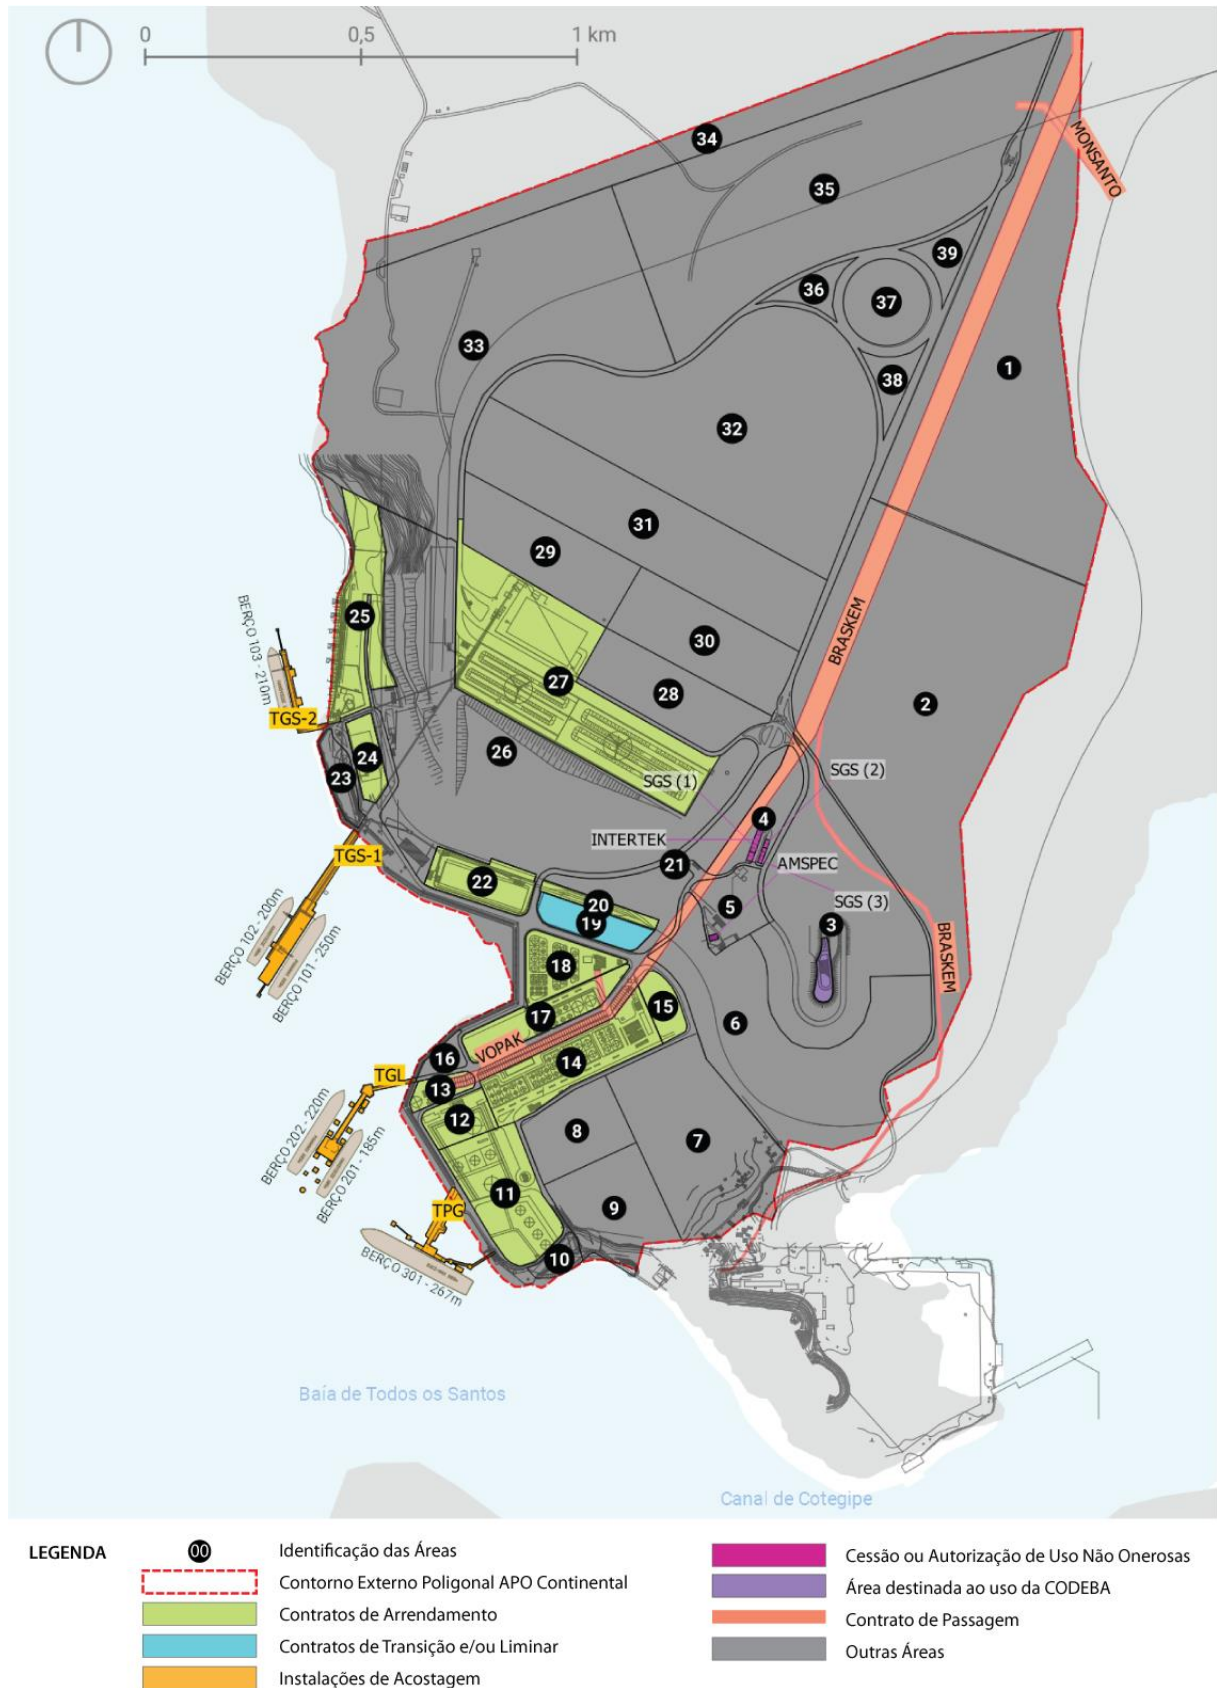 0
0,5
1 km
34
MONSANTO
35
39
36
37
33
38
1
32
31
29
BERÇO 103 - 210m
25
30
BRASKEM
27
28
2
TGS-2
24
26
23
SGS (1)
SGS (2)
4
INTERTEK
TGS-1
21
AMSPEC
22
20
19
5
SGS (3)
3
BERÇO 102 - 200m
BERÇO 101 - 250m
BRASKEM
18
15
17
6
16
VOPAK
14
TGL
13
12
8
7
BERÇO 202 - 220m
BERÇO 201 - 185m
11
9
TPG
10
BERÇO 301 - 267m
Baía de Todos os Santos
Canal de Cotegipe
LEGENDA
00 Identificação das Áreas
Contorno Externo Poligonal APO Continental
Contratos de Arrendamento
Contratos de Transição e/ou Liminar
Instalações de Acostagem
Cessão ou Autorização de Uso Não Onerosas
Área destinada ao uso da CODEBA
Contrato de Passagem
Outras Áreas